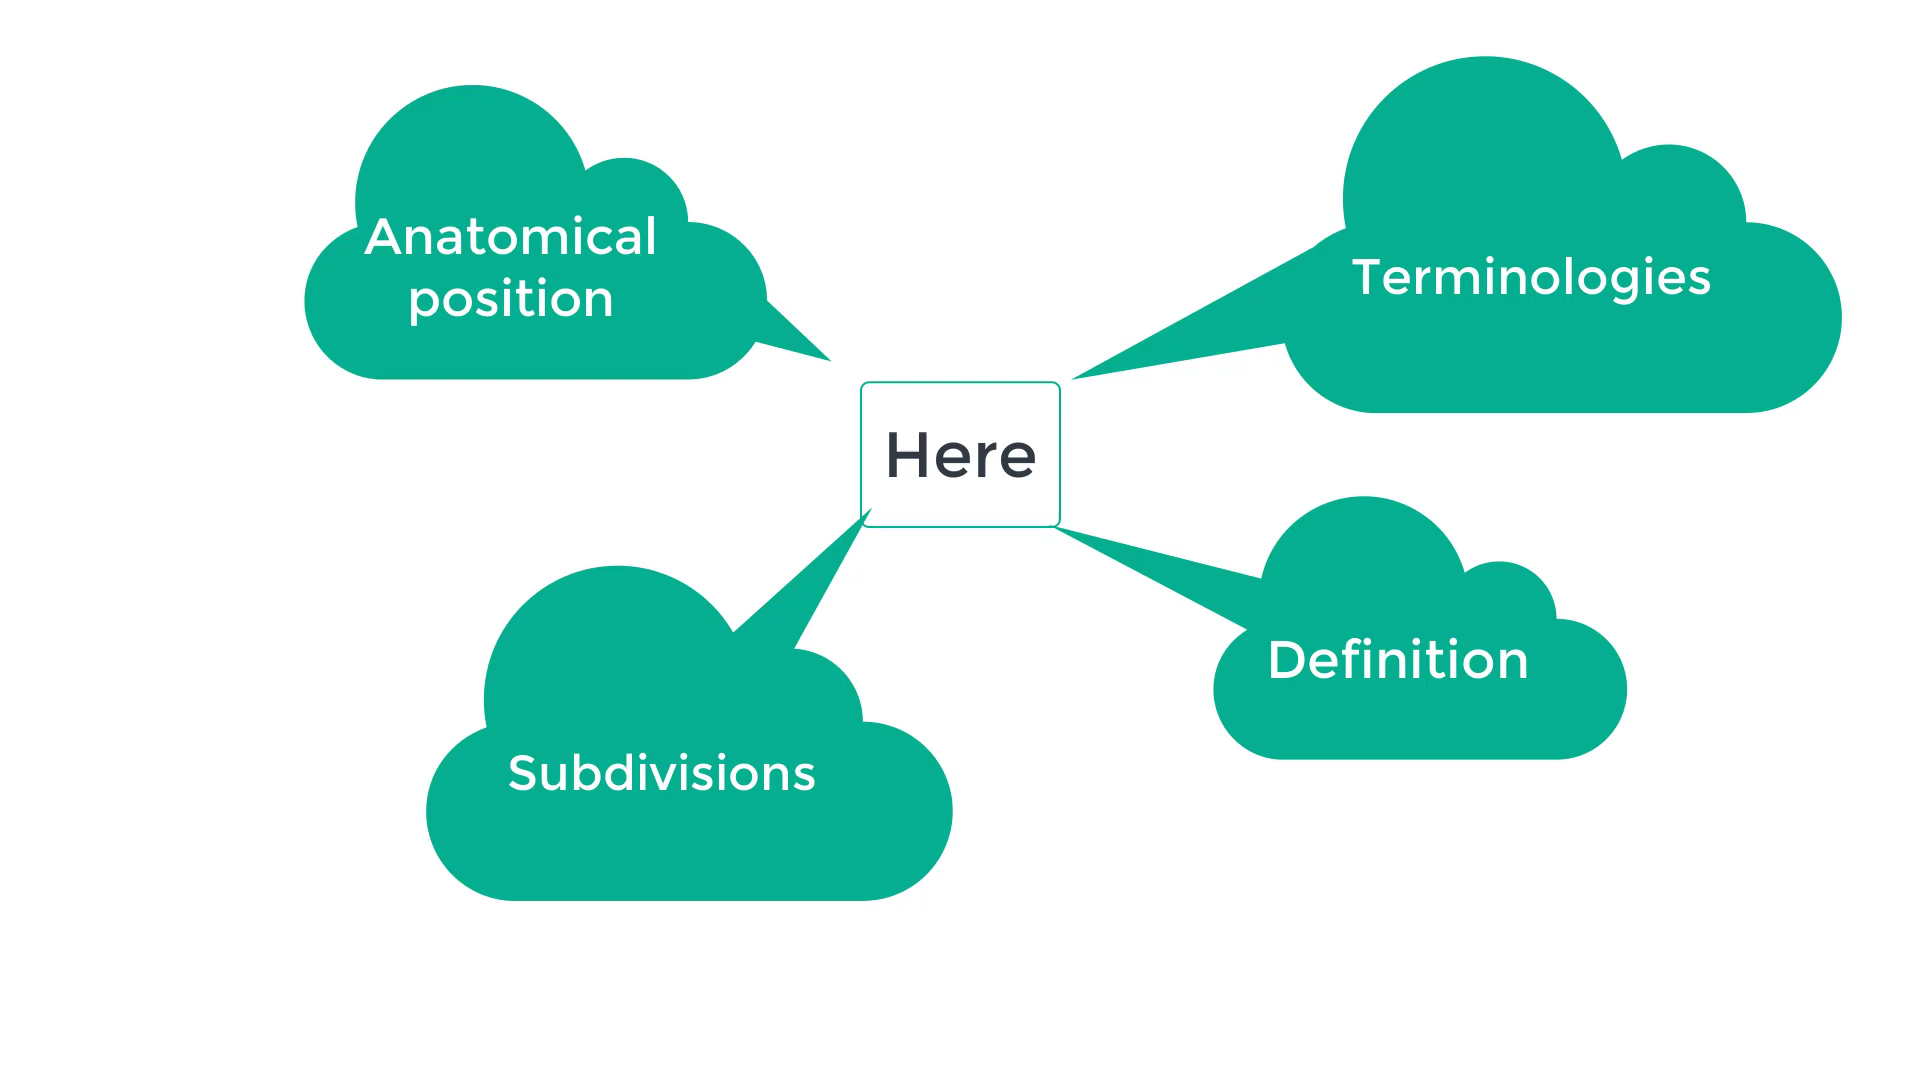 Anatomical
position
Terminologies
Here
Definition
Subdivisions